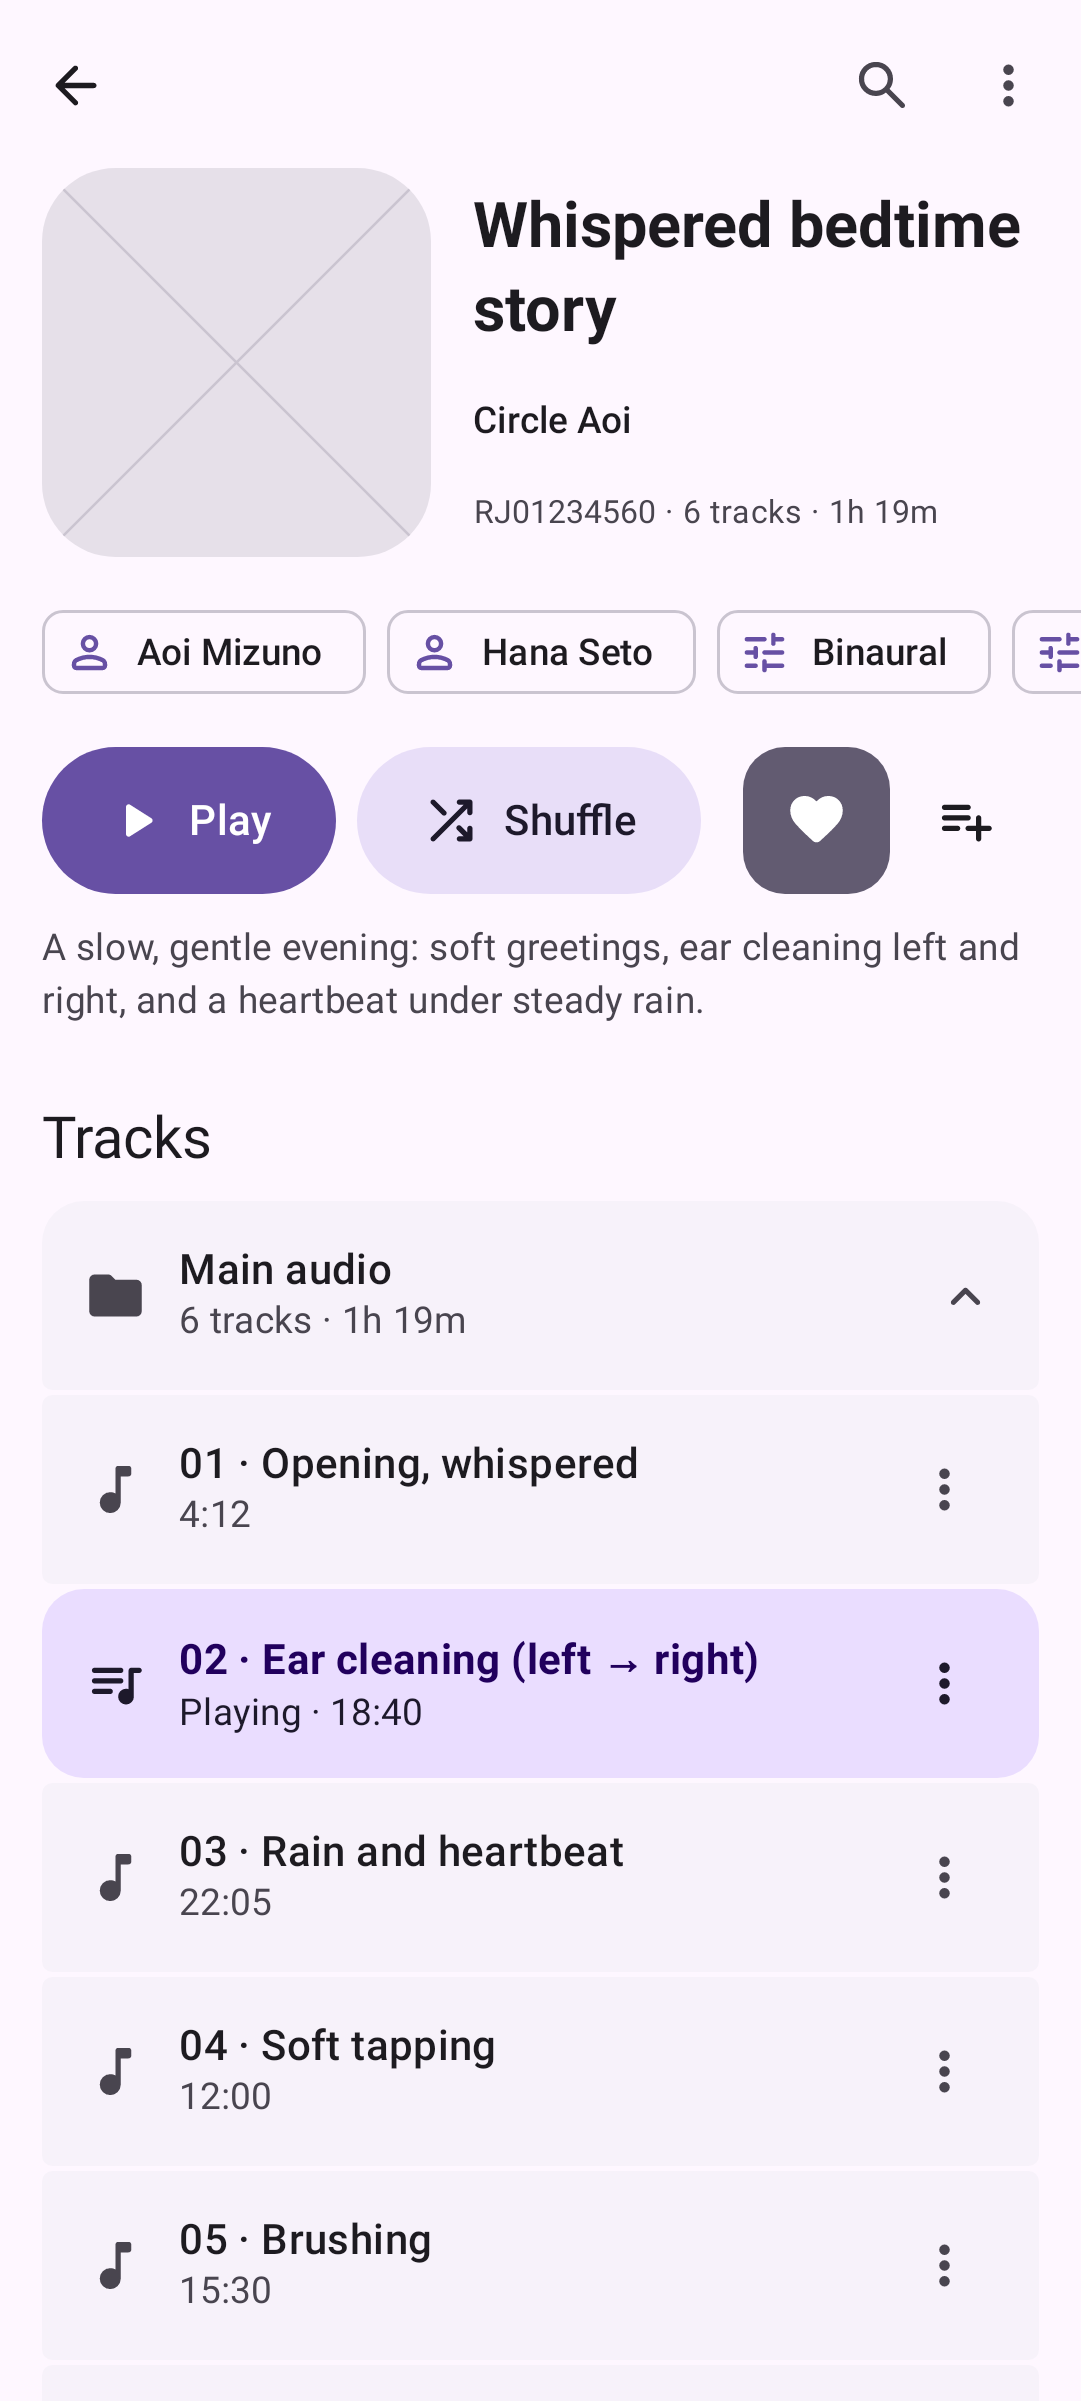 Whispered bedtime
story
Circle Aoi
RJ01234560 · 6 tracks · 1h 19m
Aoi Mizuno
Hana Seto
Binaural
Play
Shuffle
A slow, gentle evening: soft greetings, ear cleaning left and
right, and a heartbeat under steady rain.
Tracks
Main audio
6 tracks · 1h 19m
01 · Opening, whispered
4:12
02 · Ear cleaning (left → right)
Playing · 18:40
03 · Rain and heartbeat
22:05
04 · Soft tapping
12:00
05 · Brushing
15:30